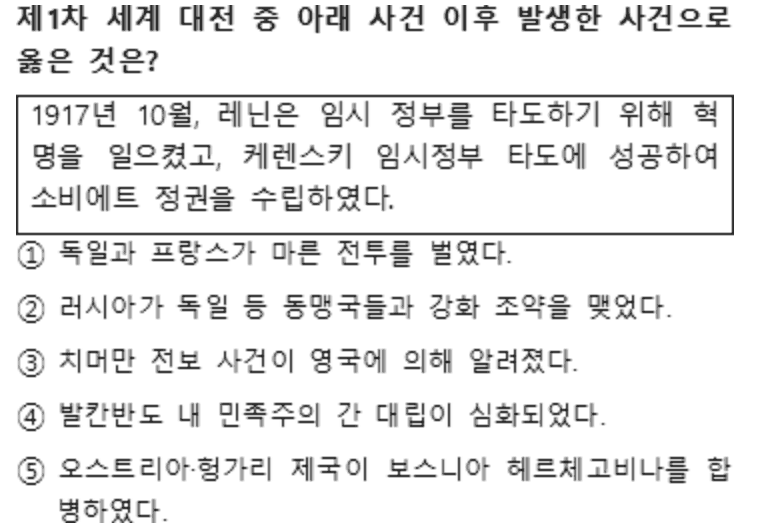 제1차 세계 대전 중 아래 사건 이후 발생한 사건으로
옳은 것은?
1917년 10월, 레닌은 임시 정부를 타도하기 위해 혁
명을 일으켰고, 케렌스키 임시정부 타도에 성공하여
소비에트 정권을 수립하였다.
① 독일과 프랑스가 마른 전투를 벌였다.
② 러시아가 독일 등 동맹국들과 강화 조약을 맺었다.
③ 치머만 전보 사건이 영국에 의해 알려졌다.
④ 발칸반도 내 민족주의 간 대립이 심화되었다.
⑤ 오스트리아·헝가리 제국이 보스니아 헤르체고비나를 합
병하였다.